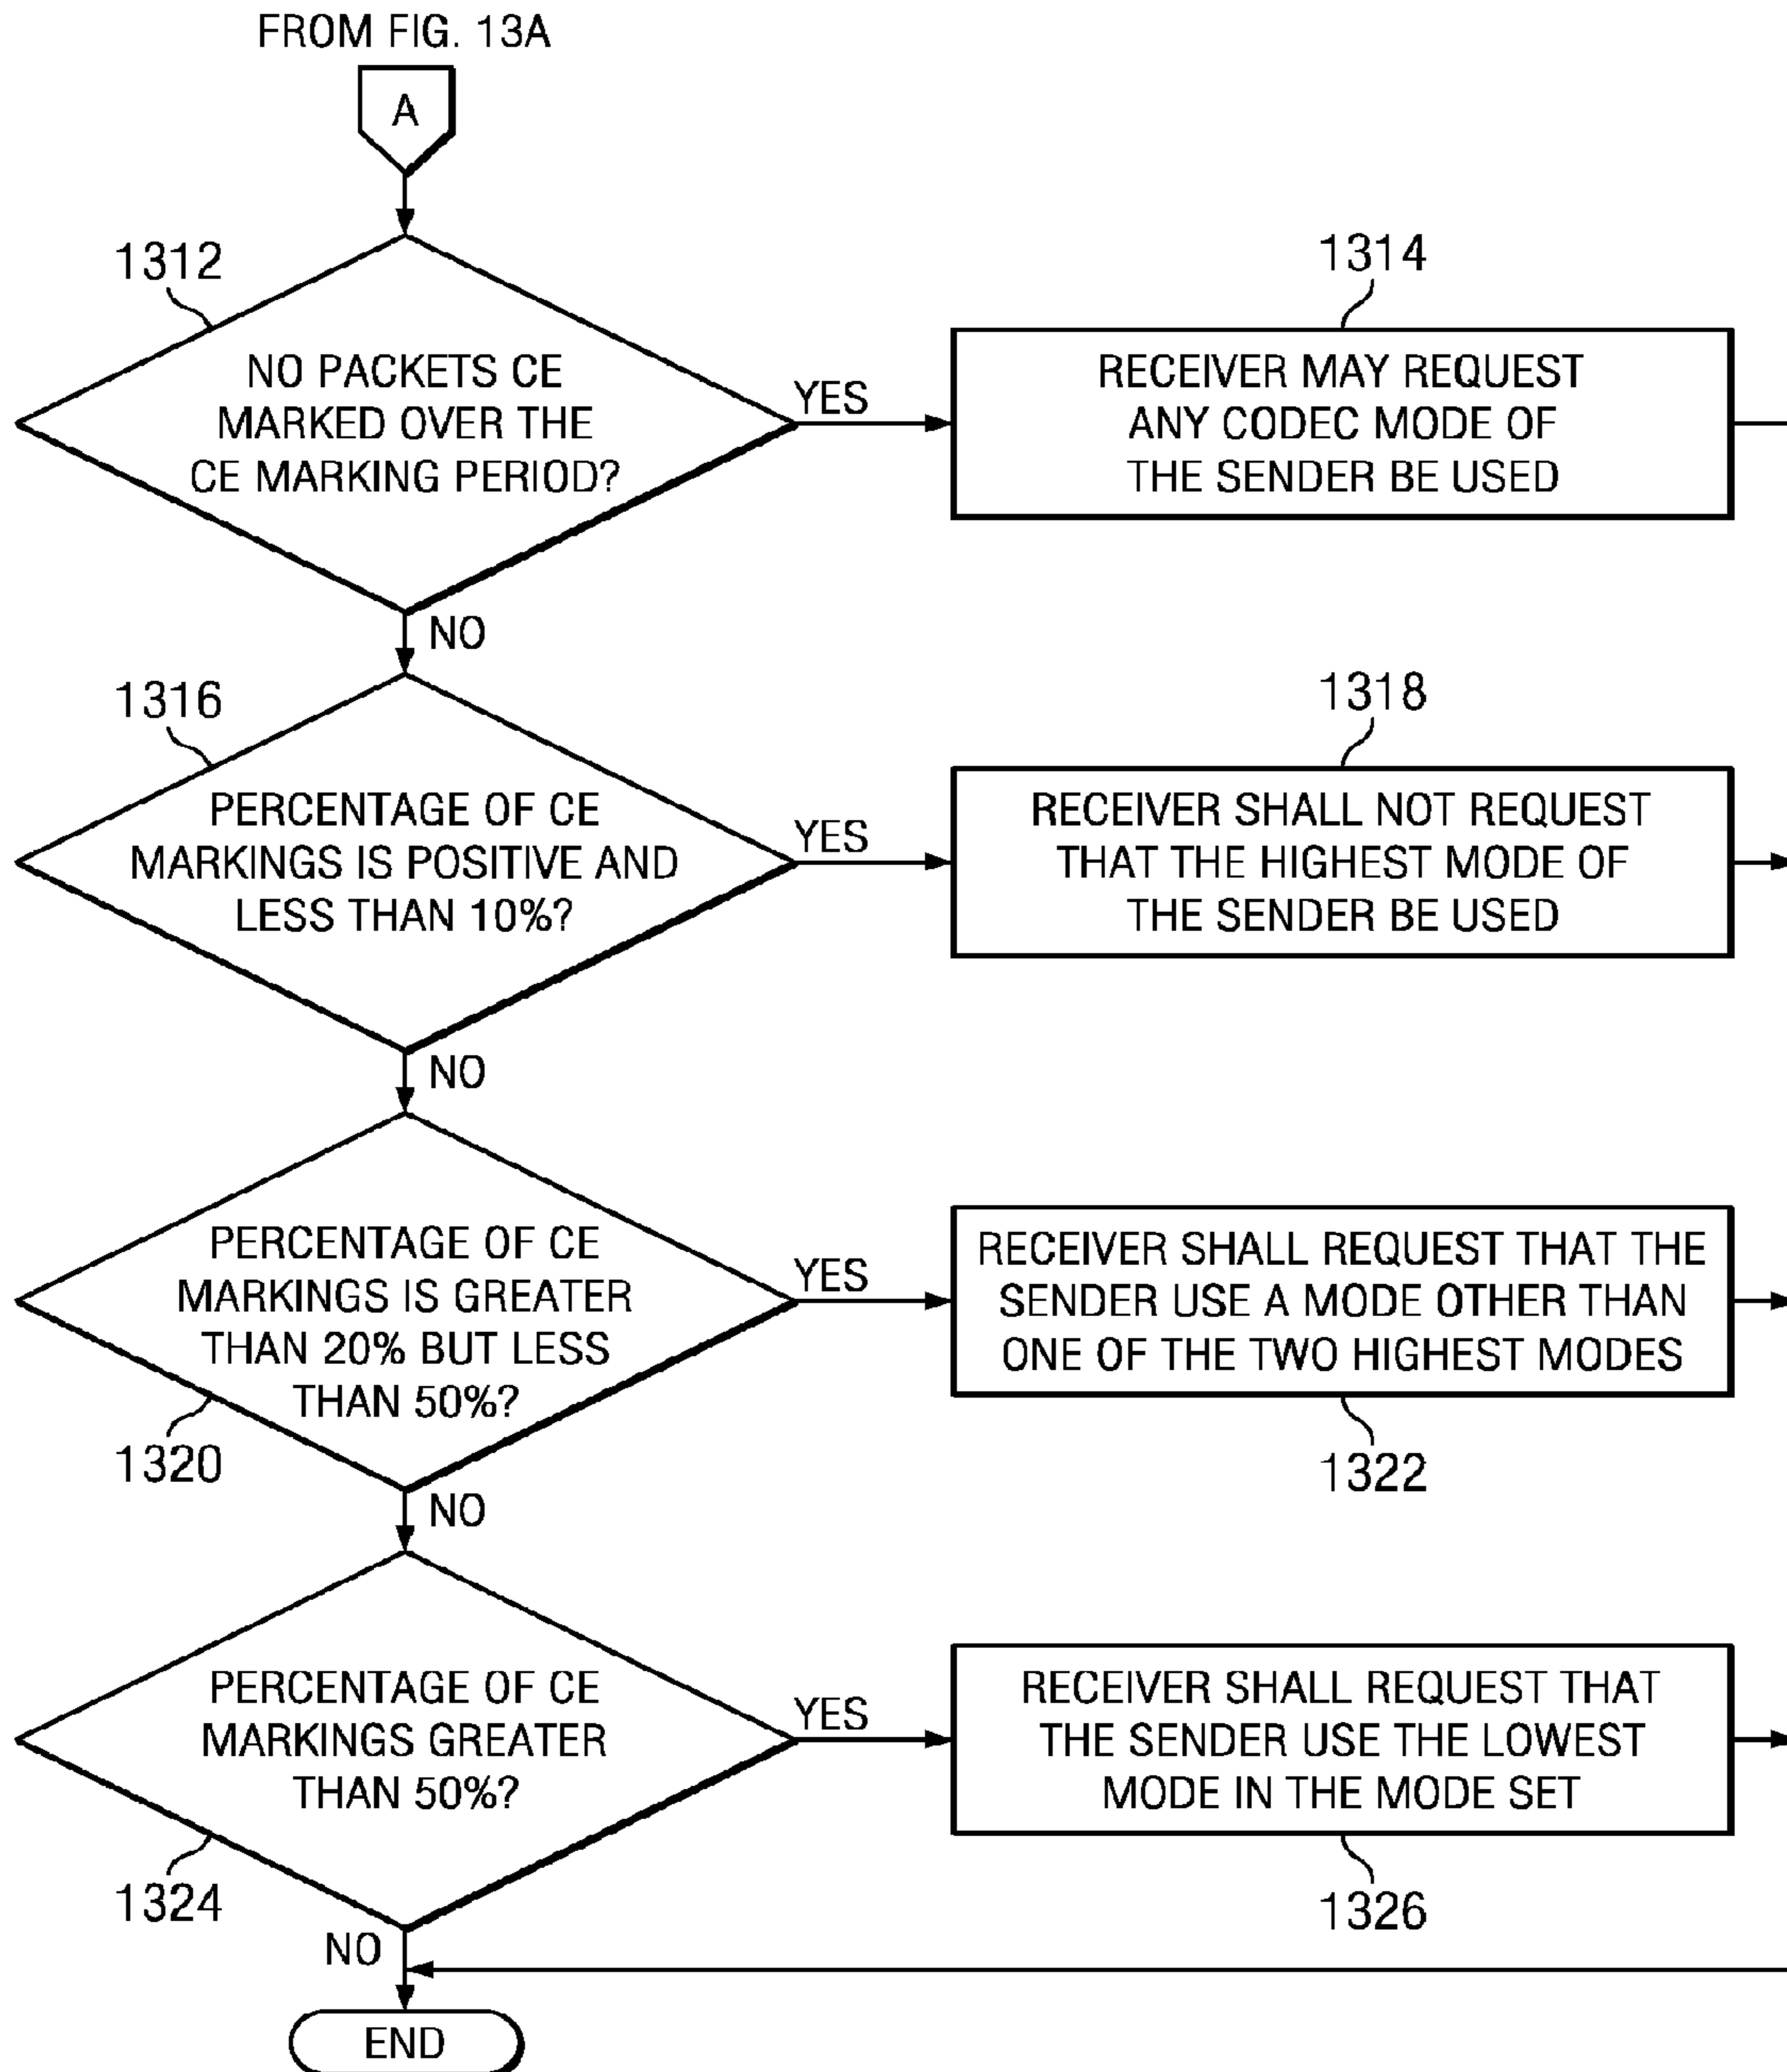 FROM FIG. 13A
A
1312
NO PACKETS CE
MARKED OVER THE
CE MARKING PERIOD?
YES
1314
RECEIVER MAY REQUEST
ANY CODEC MODE OF
THE SENDER BE USED
NO
1316
PERCENTAGE OF CE
MARKINGS IS POSITIVE AND
LESS THAN 10%?
YES
1318
RECEIVER SHALL NOT REQUEST
THAT THE HIGHEST MODE OF
THE SENDER BE USED
NO
PERCENTAGE OF CE
MARKINGS IS GREATER
THAN 20% BUT LESS
THAN 50%?
1320
YES
RECEIVER SHALL REQUEST THAT THE
SENDER USE A MODE OTHER THAN
ONE OF THE TWO HIGHEST MODES
1322
NO
PERCENTAGE OF CE
MARKINGS GREATER
THAN 50%?
1324
YES
RECEIVER SHALL REQUEST THAT
THE SENDER USE THE LOWEST
MODE IN THE MODE SET
1326
NO
END